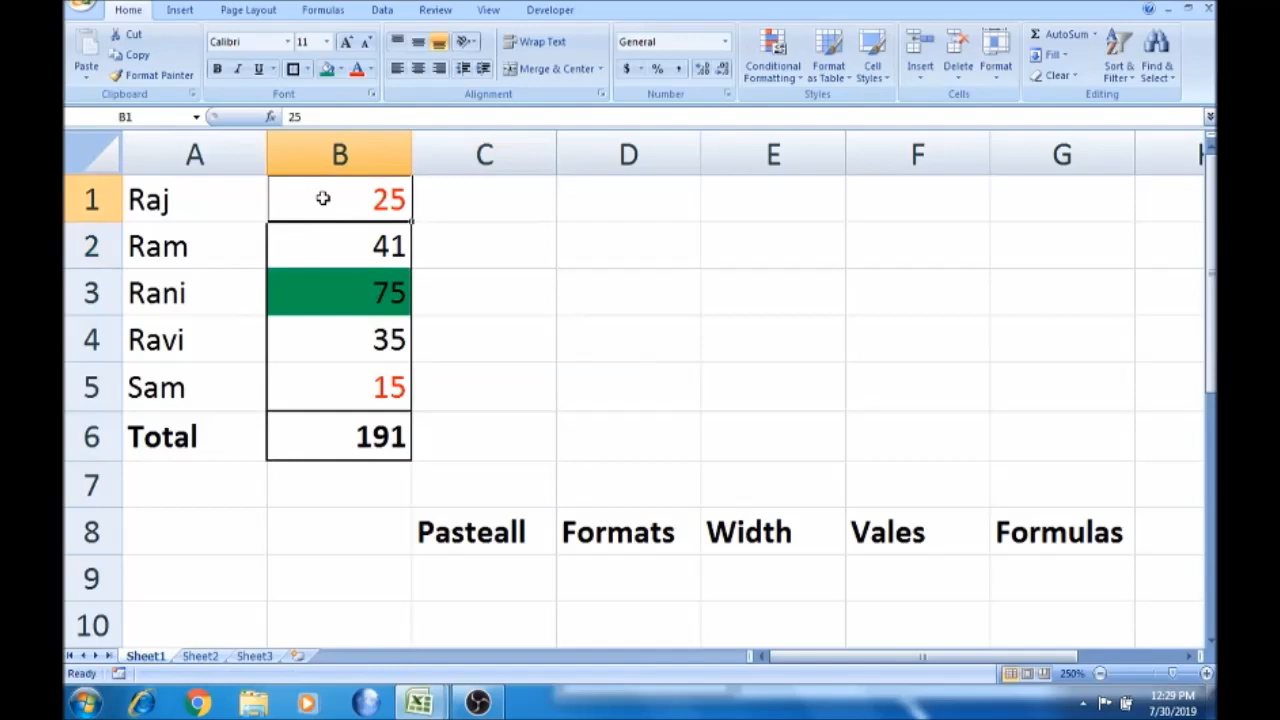 Home Insert Page Layout Formulas Data Review View Developer
Cut Calibri 11 Wrap Text General Σ AutoSum
Copy
Paste Format Painter B I U Merge & Center $ % , Conditional Formatting Format as Table Cell Styles Insert Delete Format Fill Clear Sort & Filter Find & Select
Clipboard Font Alignment Number Styles Cells Editing
B1 fx 25
A B C D E F G H
1 Raj 25
2 Ram 41
3 Rani 75
4 Ravi 35
5 Sam 15
6 Total 191
7
8 Pasteall Formats Width Vales Formulas
9
10
Sheet1 Sheet2 Sheet3
Ready 250%
12:29 PM
7/30/2019